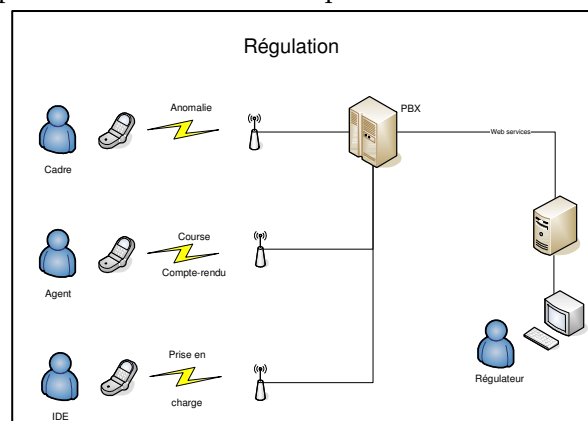 Régulation
Anomalie
PBX
Web services
Cadre
Course
Compte-rendu
Agent
Prise en
charge
Régulateur
IDE